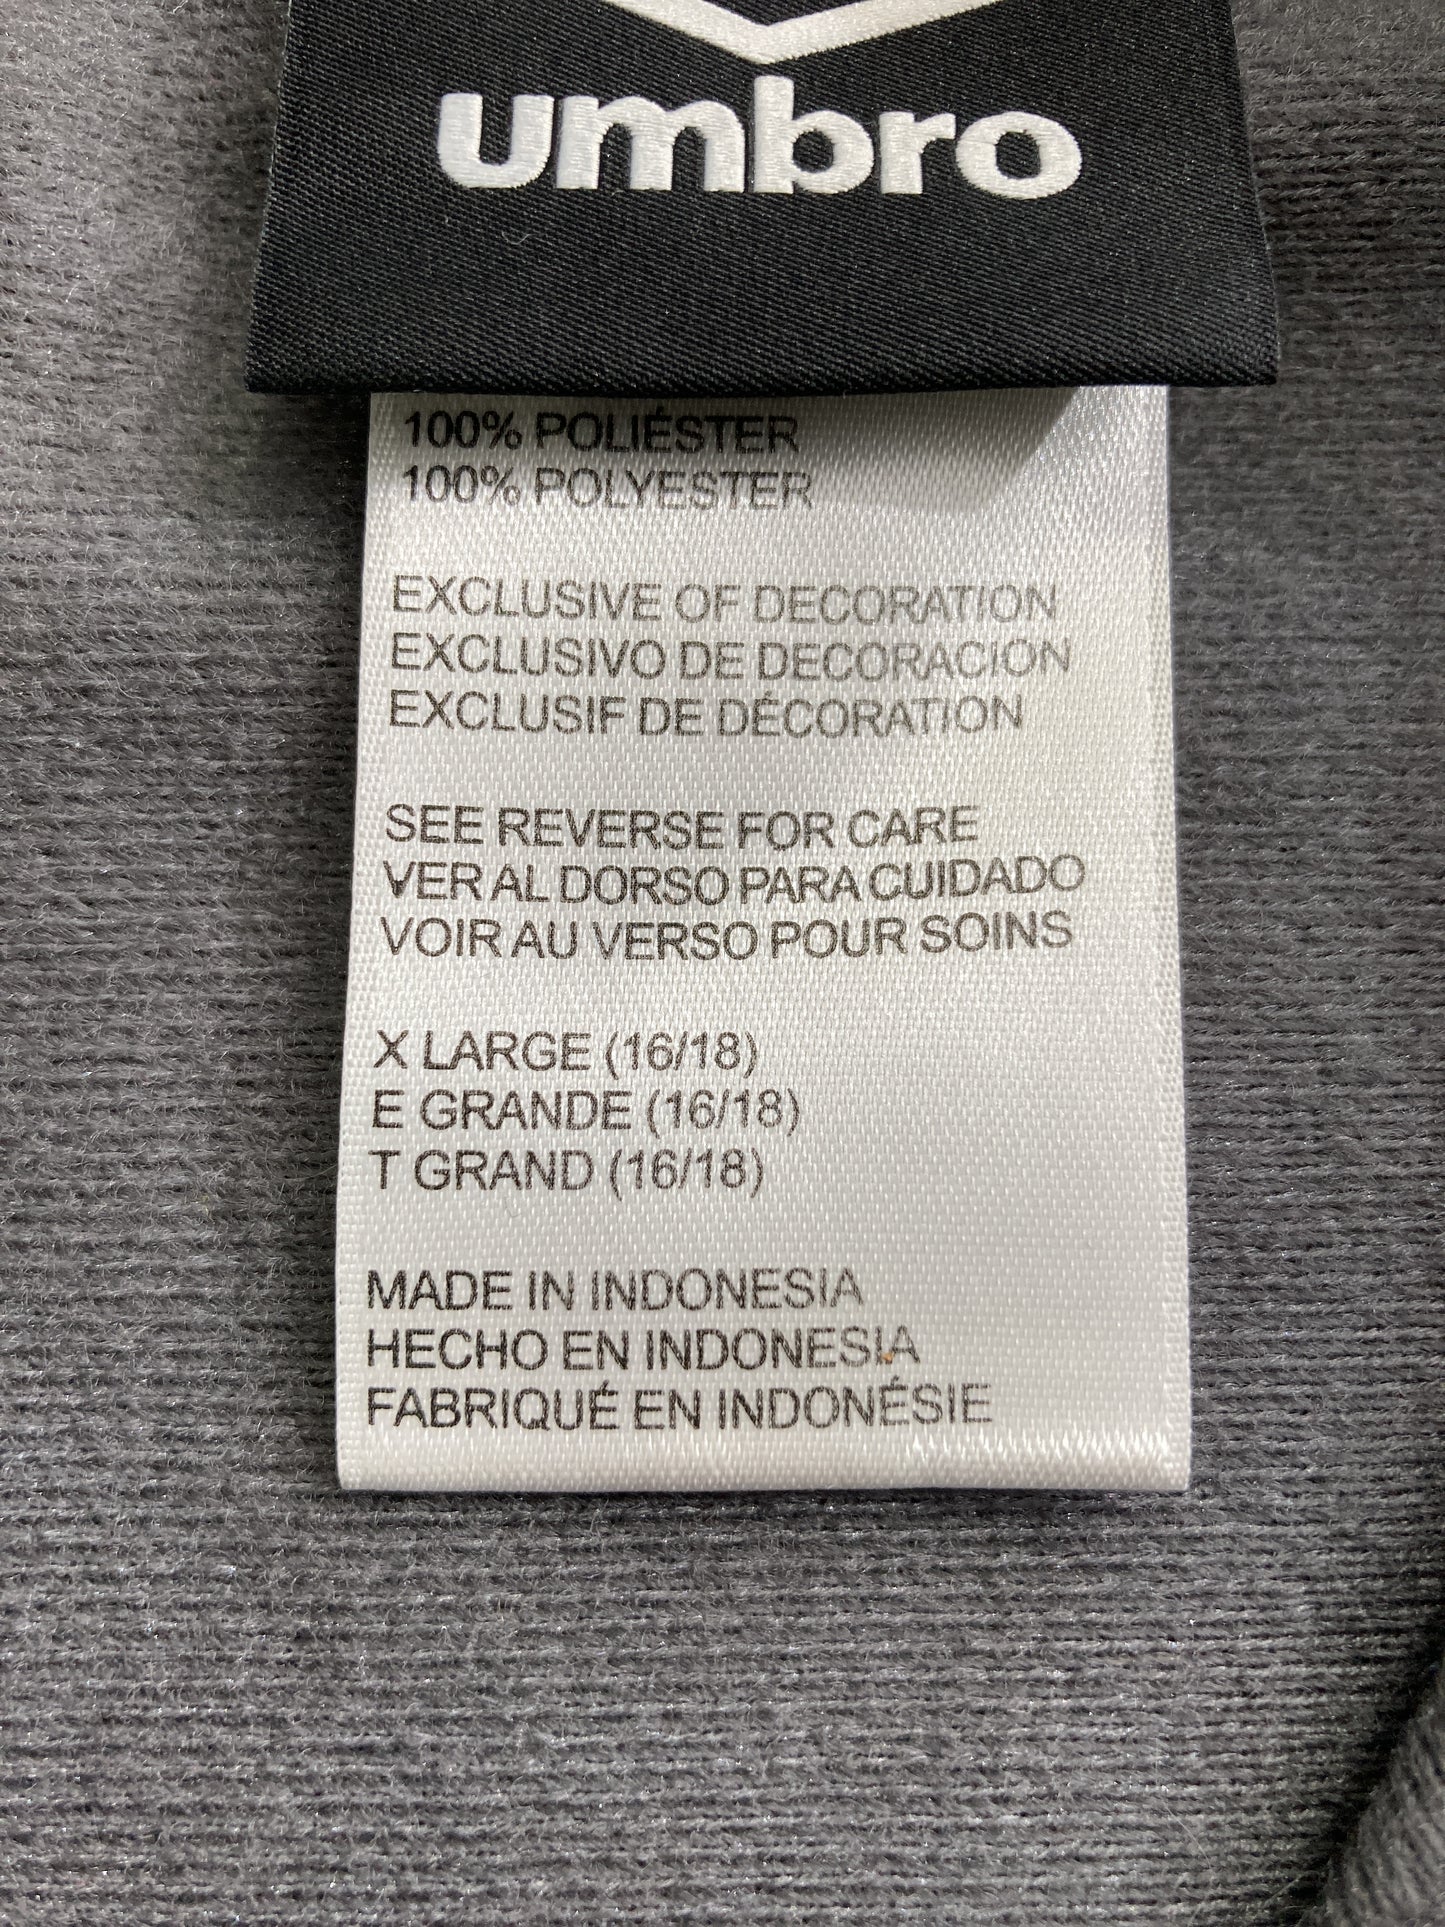 umbro
100% POLIÉSTER
100% POLYESTER
EXCLUSIVE OF DECORATION
EXCLUSIVO DE DECORACION
EXCLUSIF DE DÉCORATION
SEE REVERSE FOR CARE
VER AL DORSO PARA CUIDADO
VOIR AU VERSO POUR SOINS
X LARGE (16/18)
E GRANDE (16/18)
T GRAND (16/18)
MADE IN INDONESIA
HECHO EN INDONESIA
FABRIQUÉ EN INDONÉSIE